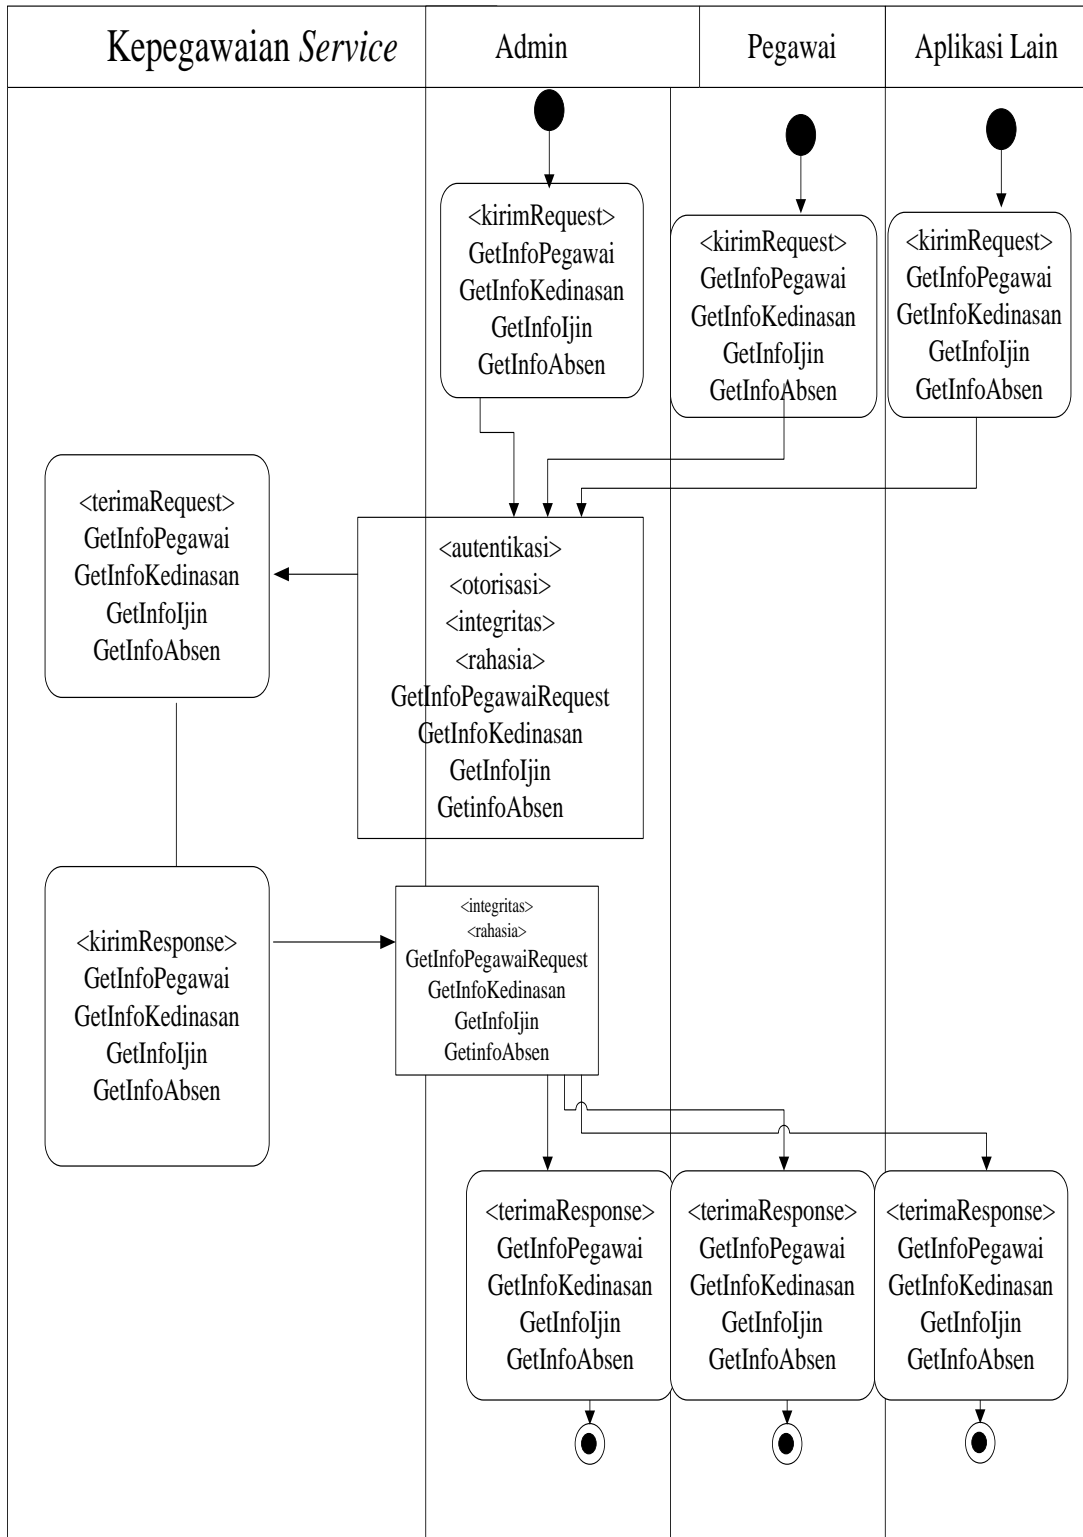 Kepegawaian Service
Admin
Pegawai
Aplikasi Lain
<kirimRequest>
GetInfoPegawai
GetInfoKedinasan
GetInfoIjin
GetInfoAbsen
<kirimRequest>
GetInfoPegawai
GetInfoKedinasan
GetInfoIjin
GetInfoAbsen
<kirimRequest>
GetInfoPegawai
GetInfoKedinasan
GetInfoIjin
GetInfoAbsen
<terimaRequest>
GetInfoPegawai
GetInfoKedinasan
GetInfoIjin
GetInfoAbsen
<autentikasi>
<otorisasi>
<integritas>
<rahasia>
GetInfoPegawaiRequest
GetInfoKedinasan
GetInfoIjin
GetinfoAbsen
<kirimResponse>
GetInfoPegawai
GetInfoKedinasan
GetInfoIjin
GetInfoAbsen
<integritas>
<rahasia>
GetInfoPegawaiRequest
GetInfoKedinasan
GetInfoIjin
GetinfoAbsen
<terimaResponse>
GetInfoPegawai
GetInfoKedinasan
GetInfoIjin
GetInfoAbsen
<terimaResponse>
GetInfoPegawai
GetInfoKedinasan
GetInfoIjin
GetInfoAbsen
<terimaResponse>
GetInfoPegawai
GetInfoKedinasan
GetInfoIjin
GetInfoAbsen